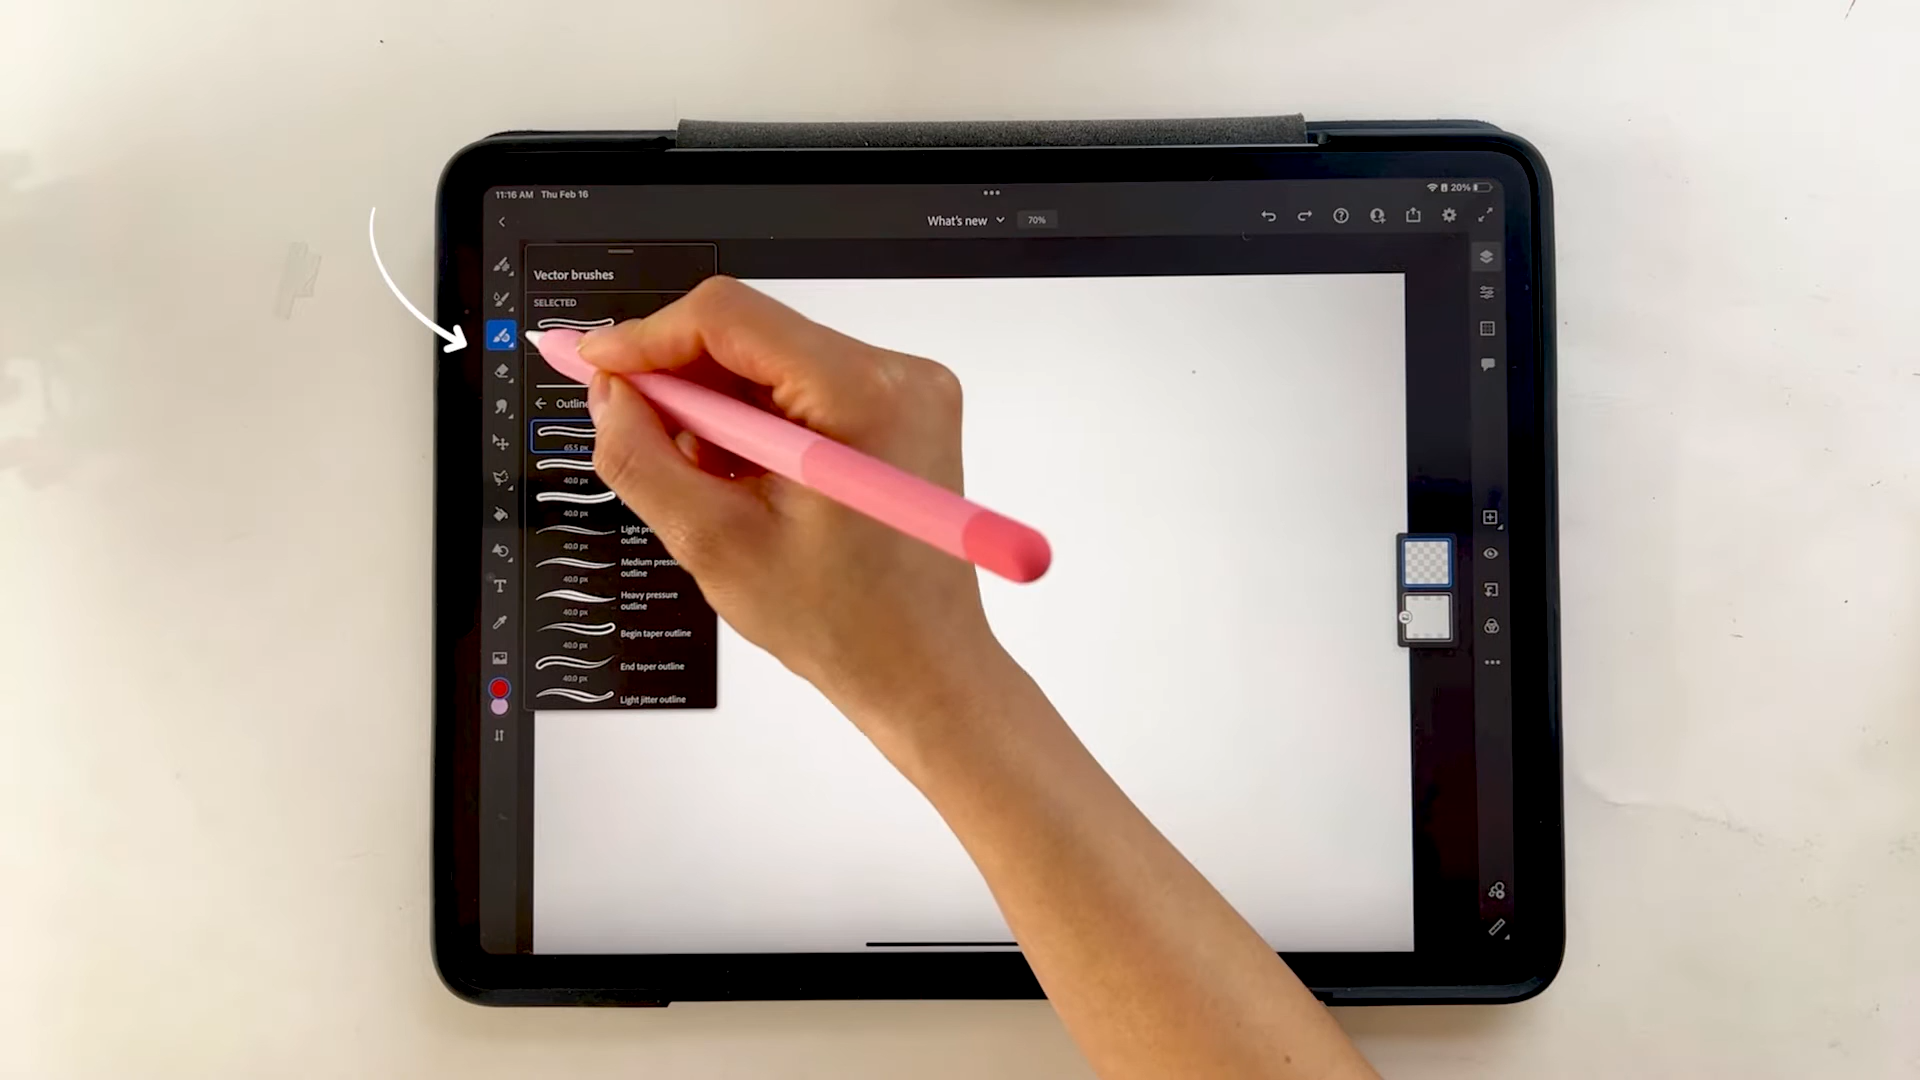 11:16 AM Thu Feb 16
20%
What's new
70%
Vector brushes
SELECTED
65.5 px
40.0 px
40.0 px
outline
40.0 px
outline
40.0 px
Heavy pressure
outline
40.0 px
Begin taper outline
40.0 px
End taper outline
40.0 px
Light jitter outline
T